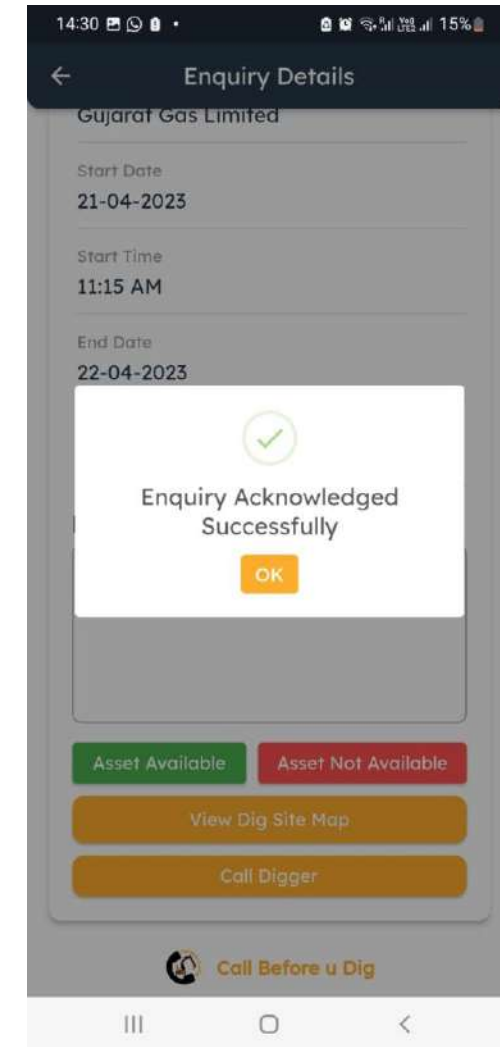 14:30
15%
Enquiry Details
Gujarat Gas Limited
Start Date
21-04-2023
Start Time
11:15 AM
End Date
22-04-2023
Enquiry Acknowledged
Successfully
OK
Asset Available
Asset Not Available
View Dig Site Map
Call Digger
Call Before u Dig